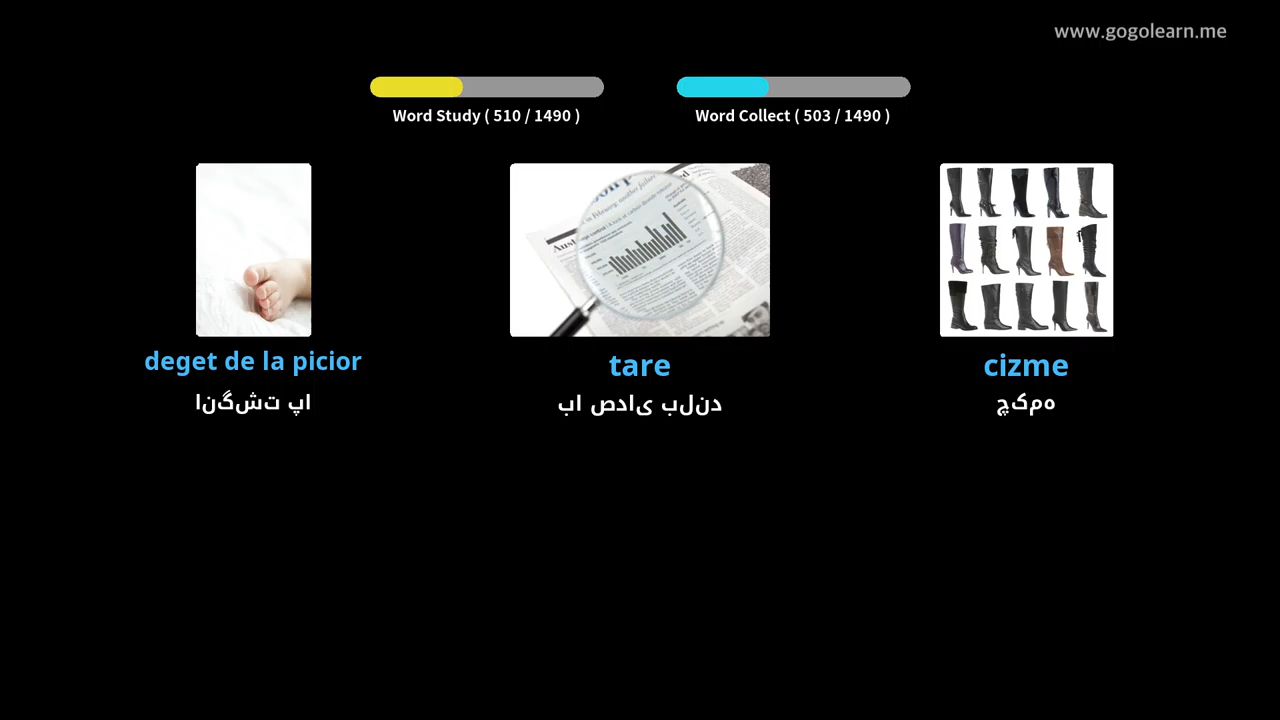 www.gogolearn.me
Word Study ( 510 / 1490 )
Word Collect ( 503 / 1490 )
deget de la picior
انگشت پا
tare
با صدای بلند
cizme
چکمه